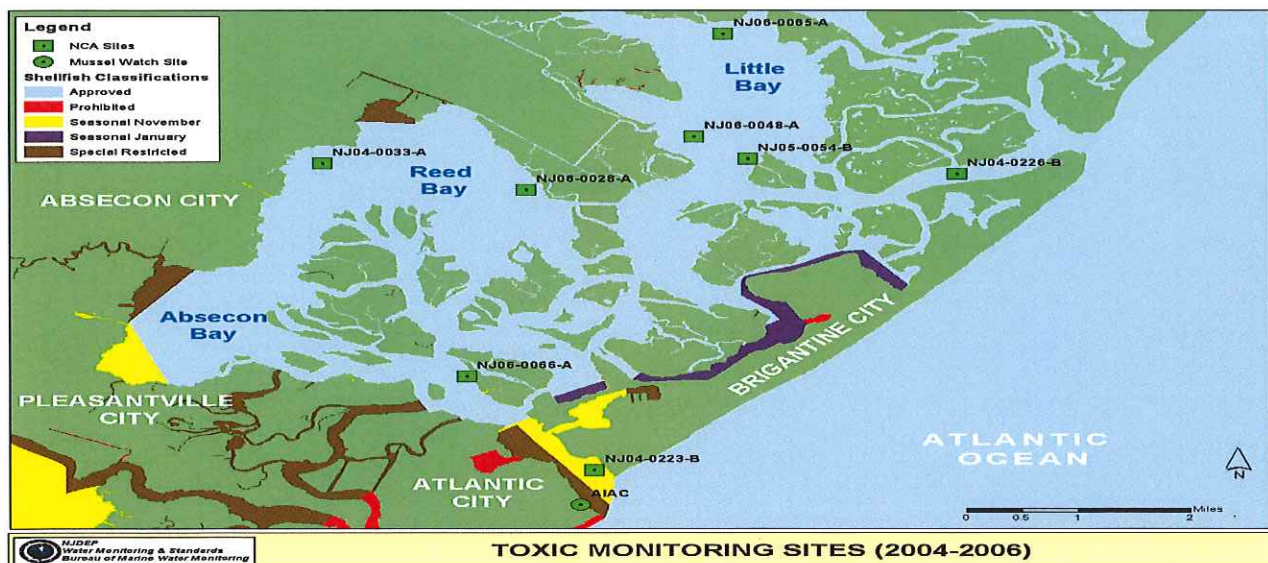 Legend
NCA Sites
Mussel Watch Site
Shellfish Classifications
Approved
Prohibited
Seasonal November
Seasonal January
Special Restricted
NJ06-0065-A
Little
Bay
NJ06-0048-A
NJ05-0054-B
NJ04-0226-B
NJ04-0033-A
Reed
Bay
NJ06-0028-A
ABSECON CITY
Absecon
Bay
BRIGANTINE CITY
NJ06-0066-A
PLEASANTVILLE
CITY
ATLANTIC
OCEAN
N
NJ04-0223-B
ATLANTIC
CITY
AIAC
Miles
0 0.5 1 2
NJDEP
Water Monitoring & Standards
Bureau of Marine Water Monitoring
TOXIC MONITORING SITES (2004-2006)